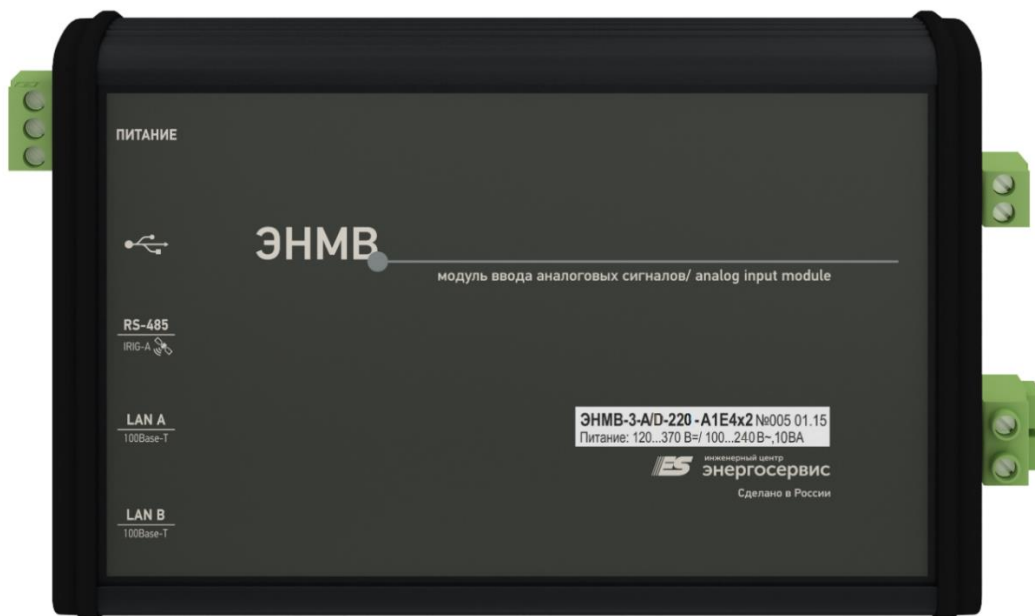 ПИТАНИЕ
ЭНМВ
модуль ввода аналоговых сигналов/ analog input module
RS-485
IRIG-A
LAN A
100Base-T
ЭНМВ-3-A/D-220 -A1E4x2 №005 01.15
Питание: 120...370 В=/ 100...240 В~,10ВА
ES инженерный центр
энергосервис
Сделано в России
LAN B
100Base-T